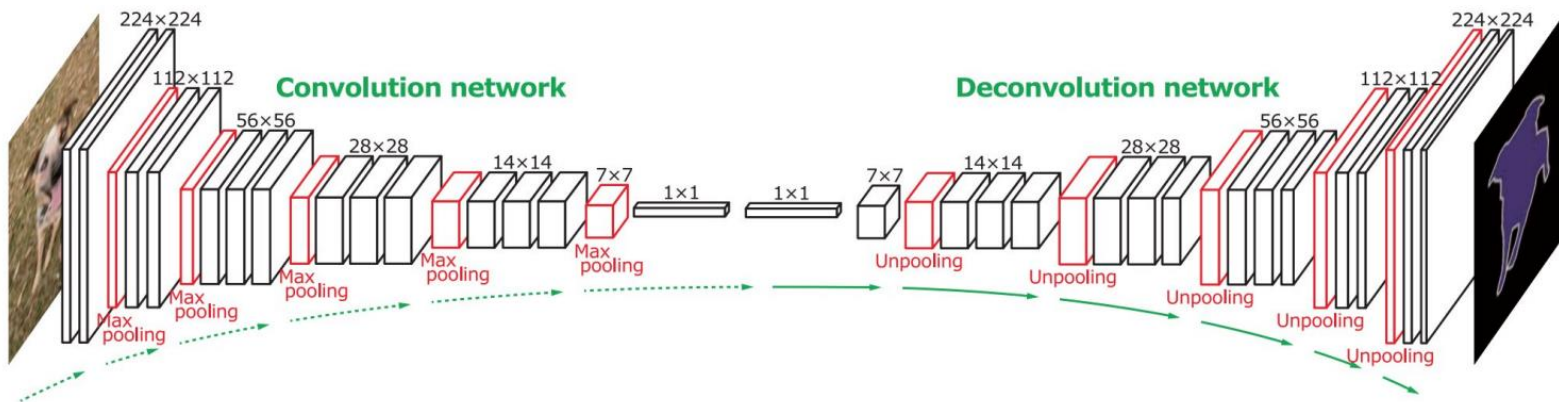 224×224
112×112
Convolution network
56×56
28×28
14×14
7×7
1×1
1×1
7×7
14×14
28×28
Deconvolution network
56×56
112×112
224×224
Max
pooling
Max
pooling
Max
pooling
Max
pooling
Max
pooling
Unpooling
Unpooling
Unpooling
Unpooling
Unpooling